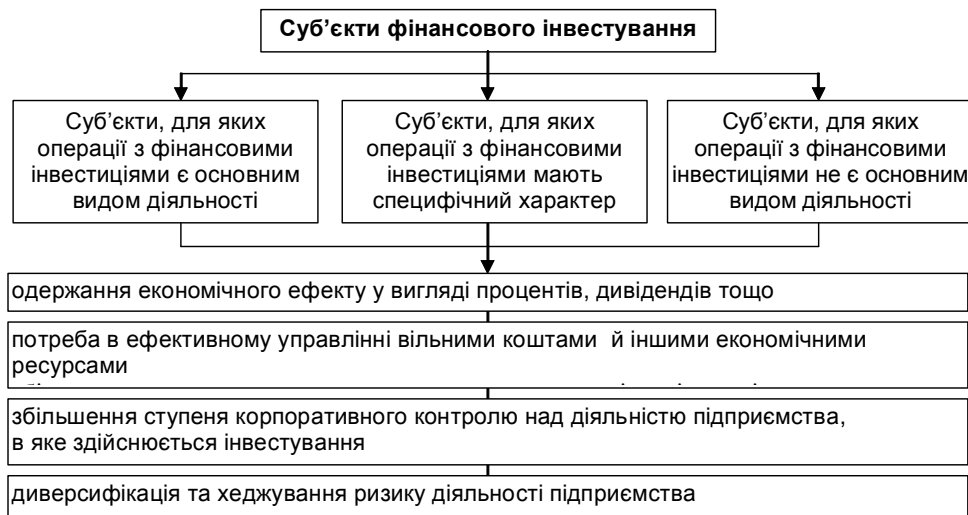 Суб’єкти фінансового інвестування
Суб’єкти, для яких
операції з фінансовими
інвестиціями є основним
видом діяльності
Суб’єкти, для яких
операції з фінансовими
інвестиціями мають
специфічний характер
Суб’єкти, для яких
операції з фінансовими
інвестиціями не є основним
видом діяльності
одержання економічного ефекту у вигляді процентів, дивідендів тощо
потреба в ефективному управлінні вільними коштами й іншими економічними
ресурсами
збільшення ступеня корпоративного контролю над діяльністю підприємства,
в яке здійснюється інвестування
диверсифікація та хеджування ризику діяльності підприємства